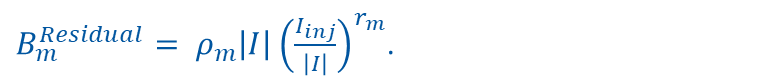 B_m^{Residual} = ρ_m|I| (I_{inj}/|I|)^{r_m}.